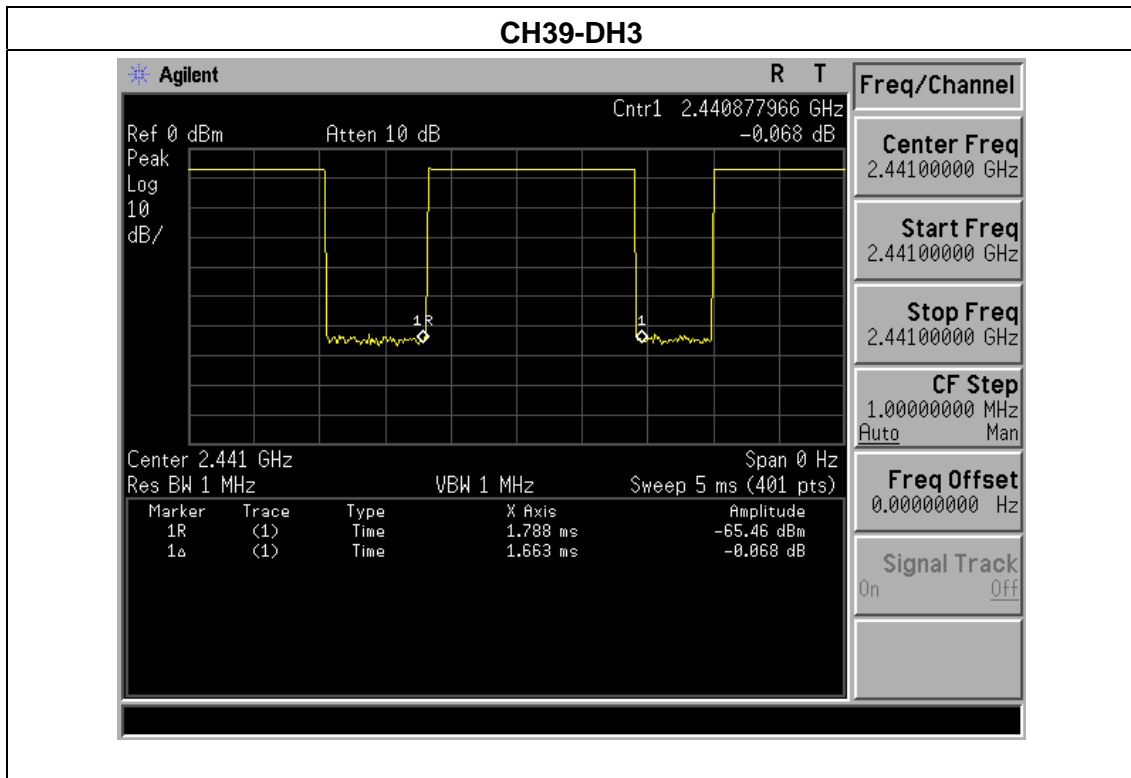 CH39-DH3
Agilent R T
Cntr1 2.440877966 GHz
Ref 0 dBm Atten 10 dB -0.068 dB
Peak
Log
10
dB/
1R 1
Center 2.441 GHz Span 0 Hz
Res BW 1 MHz VBW 1 MHz Sweep 5 ms (401 pts)
Marker Trace Type X Axis Amplitude
1R (1) Time 1.788 ms -65.46 dBm
1Δ (1) Time 1.663 ms -0.068 dB
Freq/Channel
Center Freq
2.44100000 GHz
Start Freq
2.44100000 GHz
Stop Freq
2.44100000 GHz
CF Step
1.00000000 MHz
Auto Man
Freq Offset
0.00000000 Hz
Signal Track
On Off